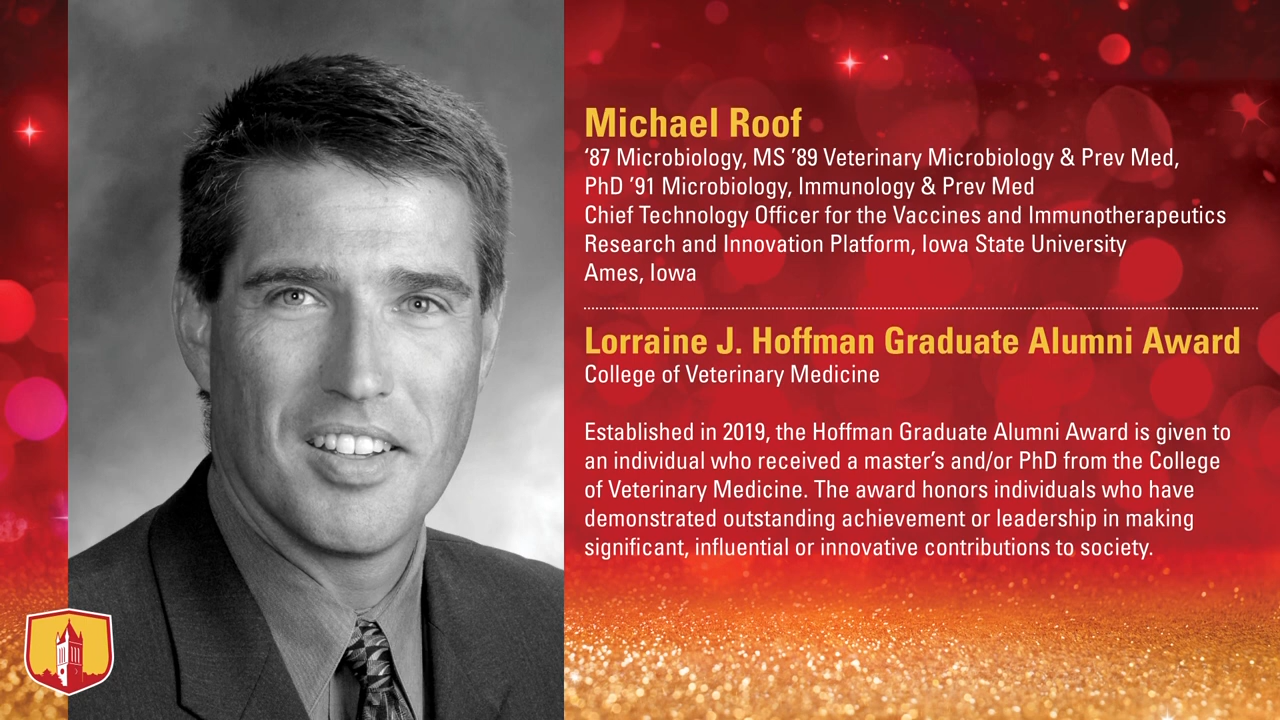 Michael Roof
‘87 Microbiology, MS ’89 Veterinary Microbiology & Prev Med,
PhD ’91 Microbiology, Immunology & Prev Med
Chief Technology Officer for the Vaccines and Immunotherapeutics
Research and Innovation Platform, Iowa State University
Ames, Iowa
Lorraine J. Hoffman Graduate Alumni Award
College of Veterinary Medicine
Established in 2019, the Hoffman Graduate Alumni Award is given to
an individual who received a master’s and/or PhD from the College
of Veterinary Medicine. The award honors individuals who have
demonstrated outstanding achievement or leadership in making
significant, influential or innovative contributions to society.